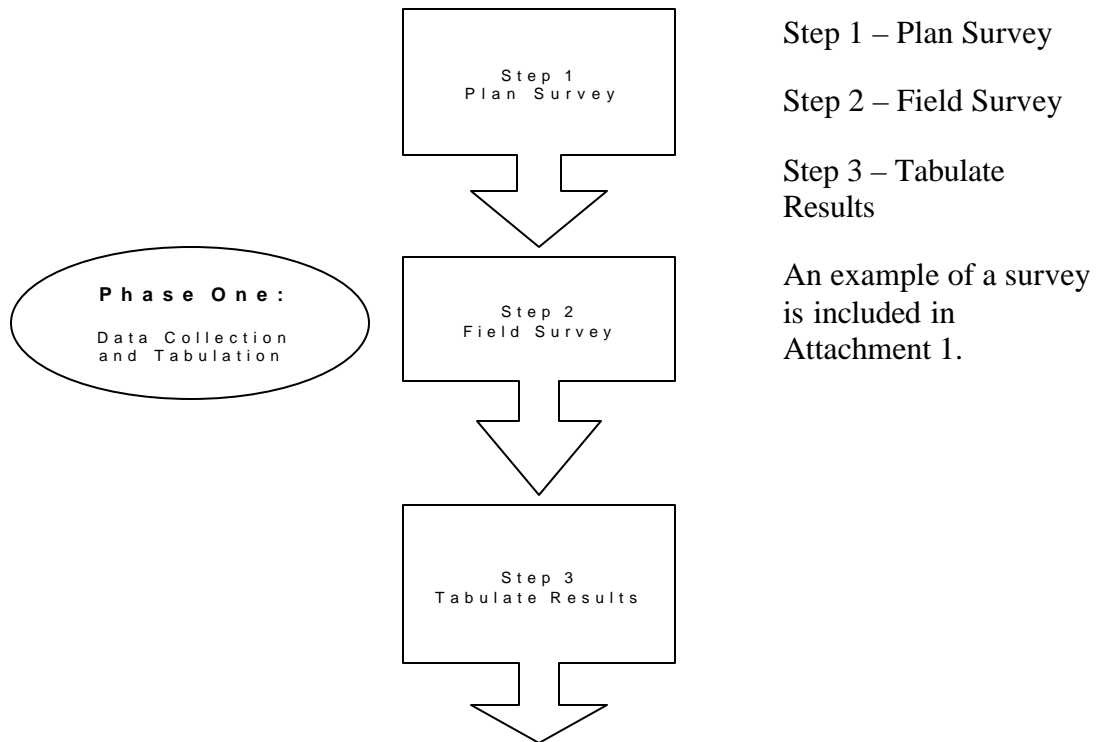 Step 1
Plan Survey
Phase One:
Data Collection
and Tabulation
Step 2
Field Survey
Step 3
Tabulate Results
Step 1 – Plan Survey
Step 2 – Field Survey
Step 3 – Tabulate
Results
An example of a survey
is included in
Attachment 1.